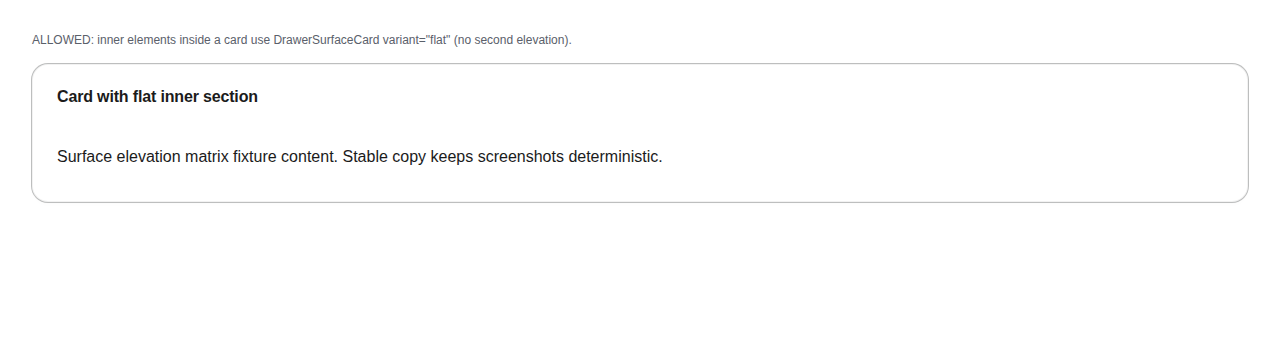 ALLOWED: inner elements inside a card use DrawerSurfaceCard variant="flat" (no second elevation).
Card with flat inner section
Surface elevation matrix fixture content. Stable copy keeps screenshots deterministic.